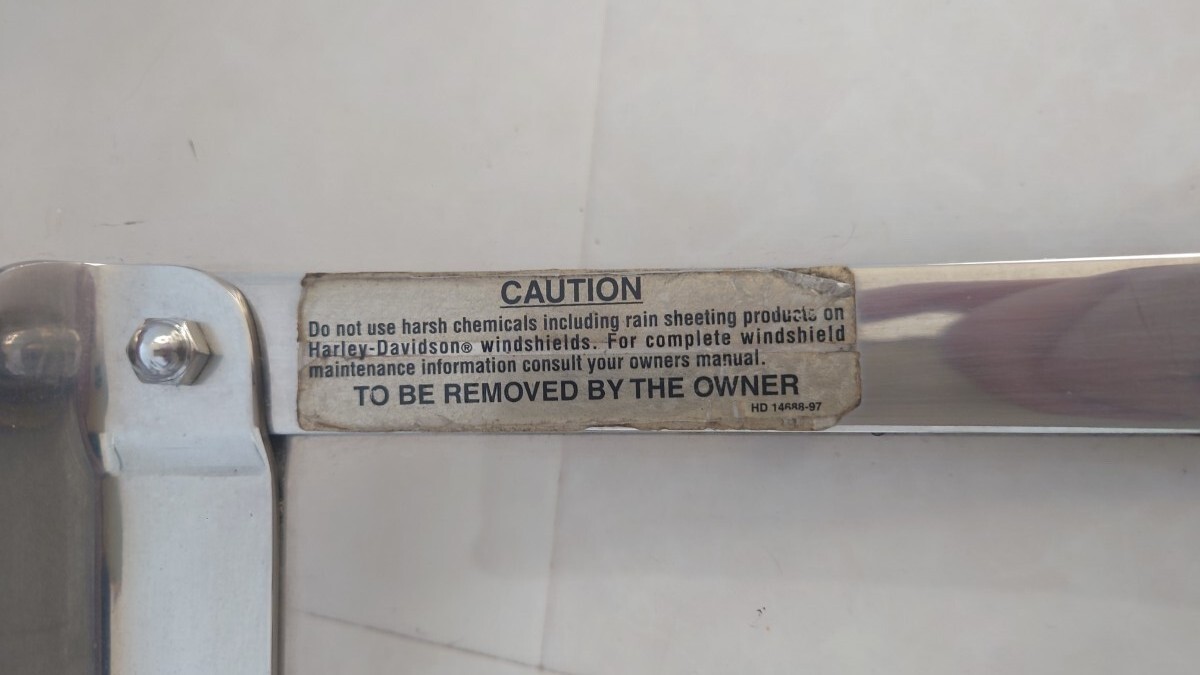 CAUTION
Do not use harsh chemicals including rain sheeting products on
Harley-Davidson® windshields. For complete windshield
maintenance information consult your owners manual.
TO BE REMOVED BY THE OWNER
HD 14688-97